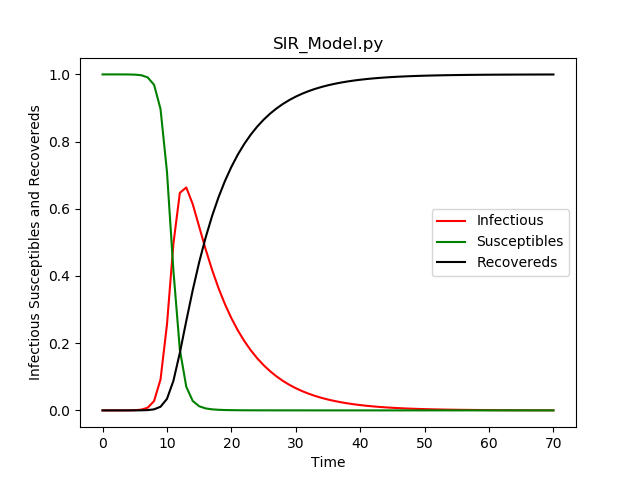 SIR_Model.py
Infectious Susceptibles and Recovereds
1.0
0.8
0.6
0.4
0.2
0.0
Infectious
Susceptibles
Recovereds
0 10 20 30 40 50 60 70
Time